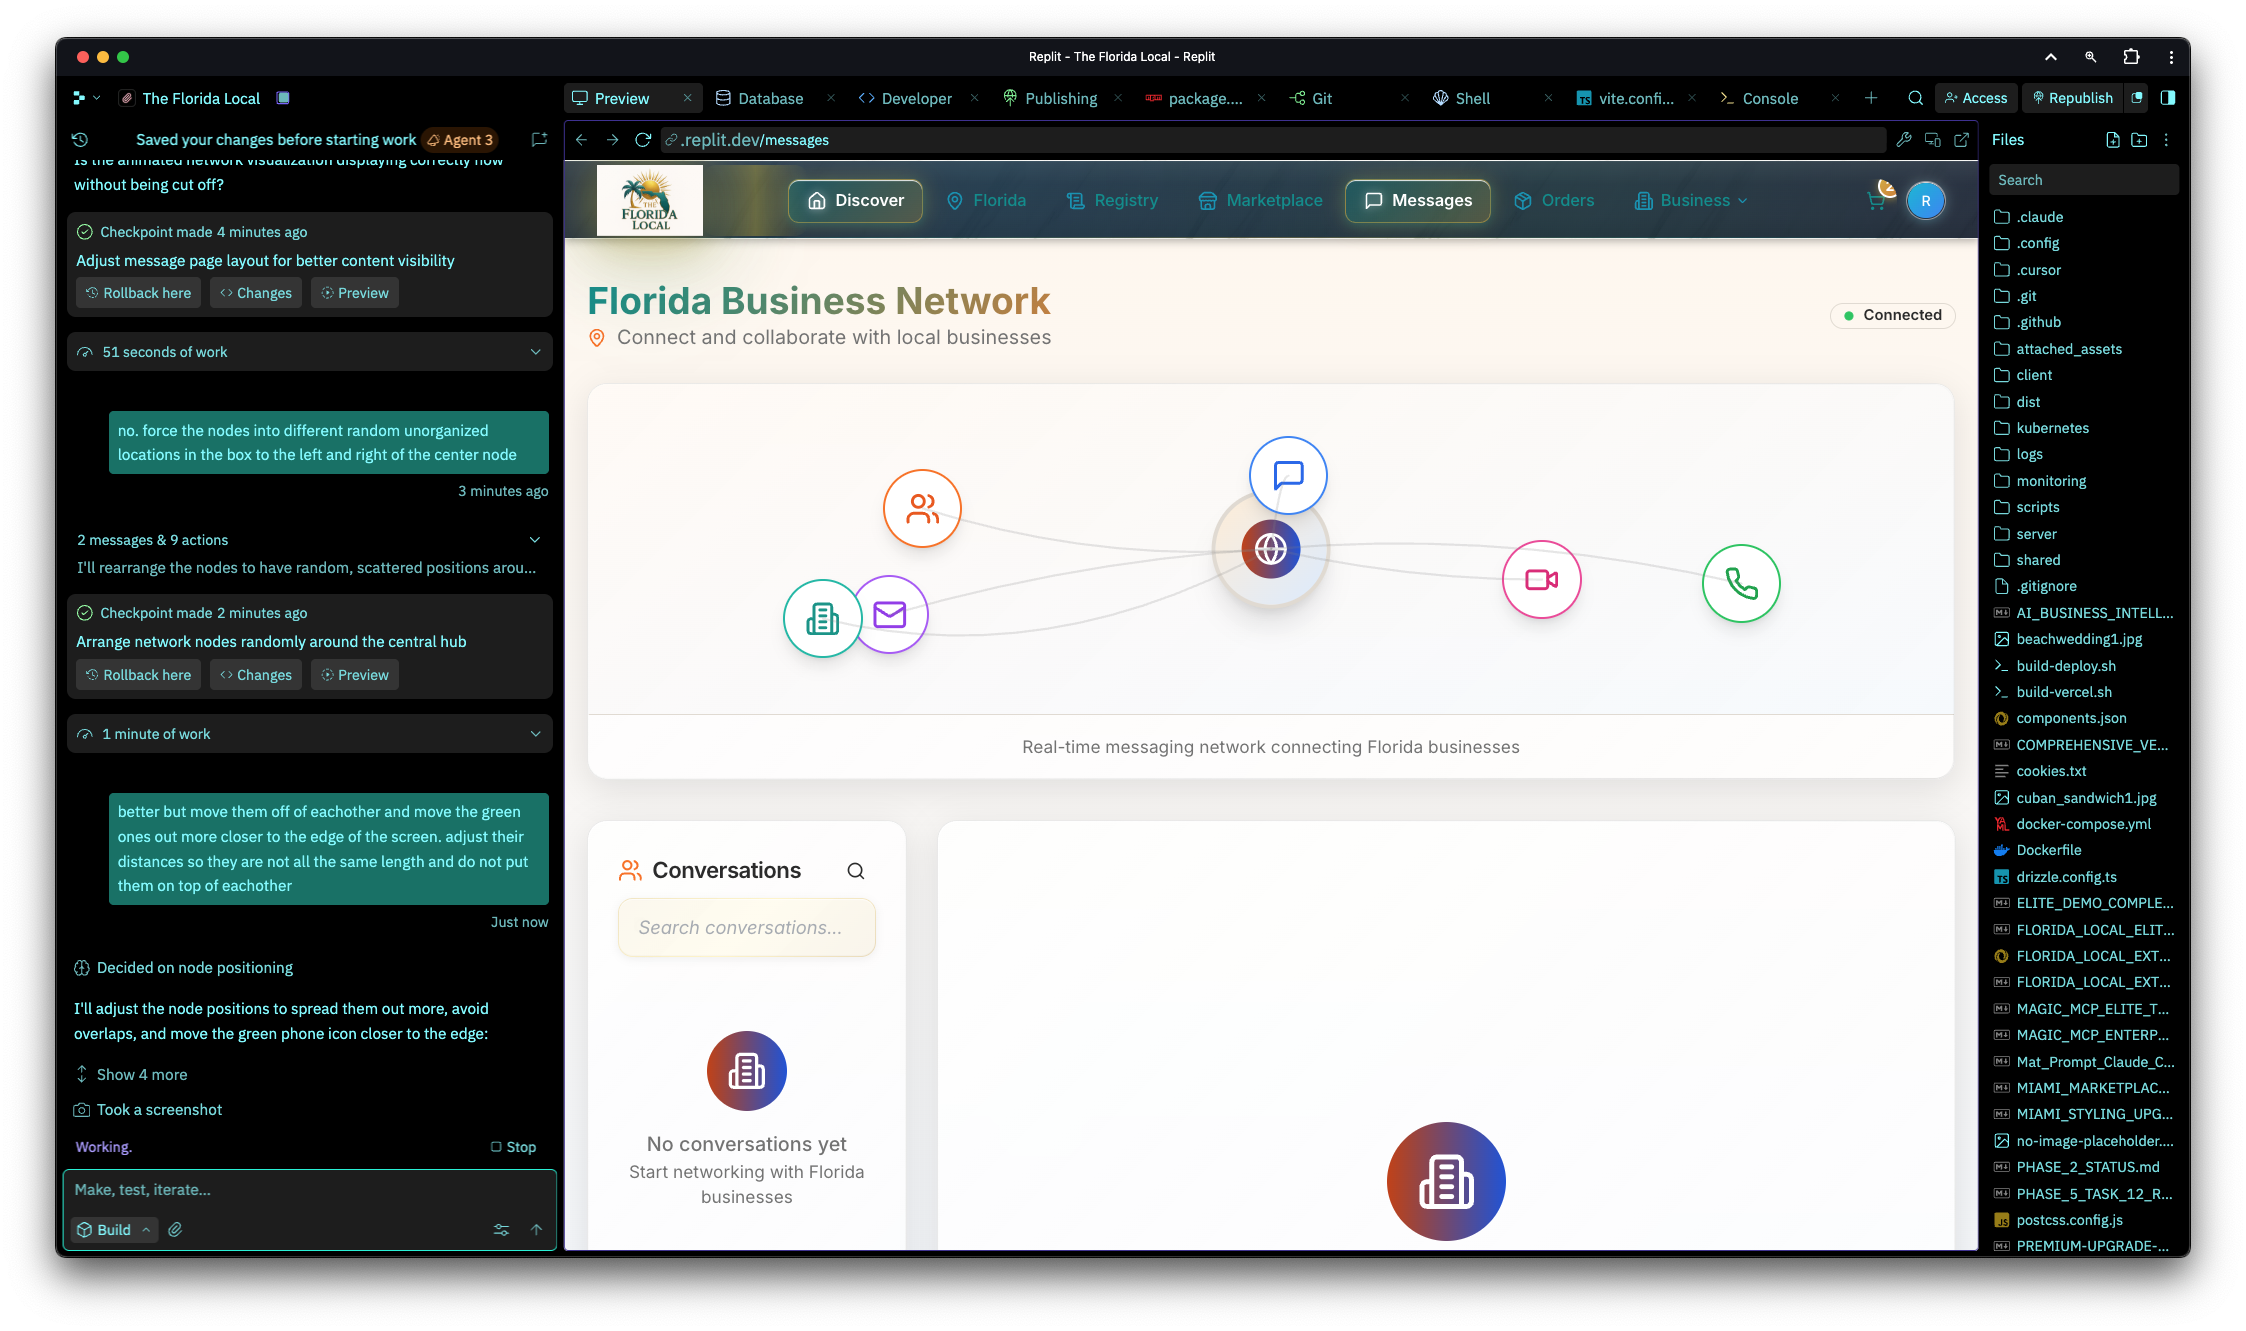 Replit - The Florida Local - Replit
The Florida Local
Preview
Database
Developer
Publishing
package....
Git
Shell
vite.confi...
Console
Access
Republish
Saved your changes before starting work
Agent 3
Is the animated network visualization displaying correctly now
without being cut off?
Checkpoint made 4 minutes ago
Adjust message page layout for better content visibility
Rollback here
Changes
Preview
51 seconds of work
no. force the nodes into different random unorganized
locations in the box to the left and right of the center node
3 minutes ago
2 messages & 9 actions
I'll rearrange the nodes to have random, scattered positions arou...
Checkpoint made 2 minutes ago
Arrange network nodes randomly around the central hub
Rollback here
Changes
Preview
1 minute of work
better but move them off of eachother and move the green
ones out more closer to the edge of the screen. adjust their
distances so they are not all the same length and do not put
them on top of eachother
Just now
Decided on node positioning
I'll adjust the node positions to spread them out more, avoid
overlaps, and move the green phone icon closer to the edge:
Show 4 more
Took a screenshot
Working.
Stop
Make, test, iterate...
Build
.replit.dev/messages
THE
FLORIDA
LOCAL
Discover
Florida
Registry
Marketplace
Messages
Orders
Business
2
R
Florida Business Network
Connect and collaborate with local businesses
Connected
Real-time messaging network connecting Florida businesses
Conversations
Search conversations...
No conversations yet
Start networking with Florida
businesses
Files
Search
.claude
.config
.cursor
.git
.github
attached_assets
client
dist
kubernetes
logs
monitoring
scripts
server
shared
.gitignore
AI_BUSINESS_INTELL...
beachwedding1.jpg
build-deploy.sh
build-vercel.sh
components.json
COMPREHENSIVE_VE...
cookies.txt
cuban_sandwich1.jpg
docker-compose.yml
Dockerfile
drizzle.config.ts
ELITE_DEMO_COMPLE...
FLORIDA_LOCAL_ELIT...
FLORIDA_LOCAL_EXT...
FLORIDA_LOCAL_EXT...
MAGIC_MCP_ELITE_T...
MAGIC_MCP_ENTERP...
Mat_Prompt_Claude_C...
MIAMI_MARKETPLAC...
MIAMI_STYLING_UPG...
no-image-placeholder....
PHASE_2_STATUS.md
PHASE_5_TASK_12_R...
postcss.config.js
PREMIUM-UPGRADE-...